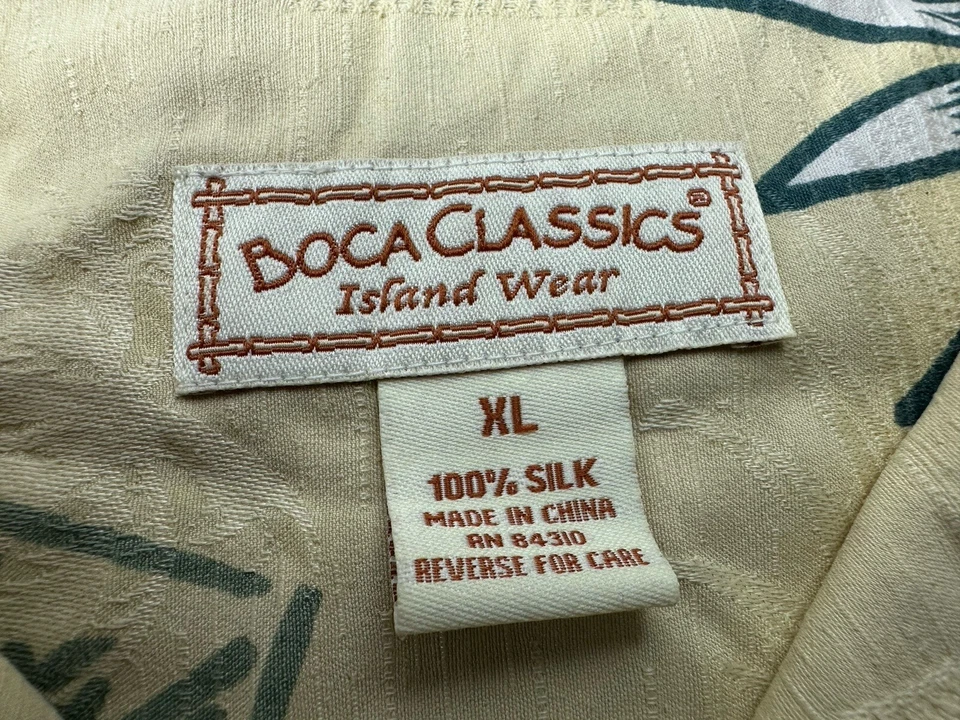 BOCA CLASSICS®
Island Wear
XL
100% SILK
MADE IN CHINA
RN 84310
REVERSE FOR CARE